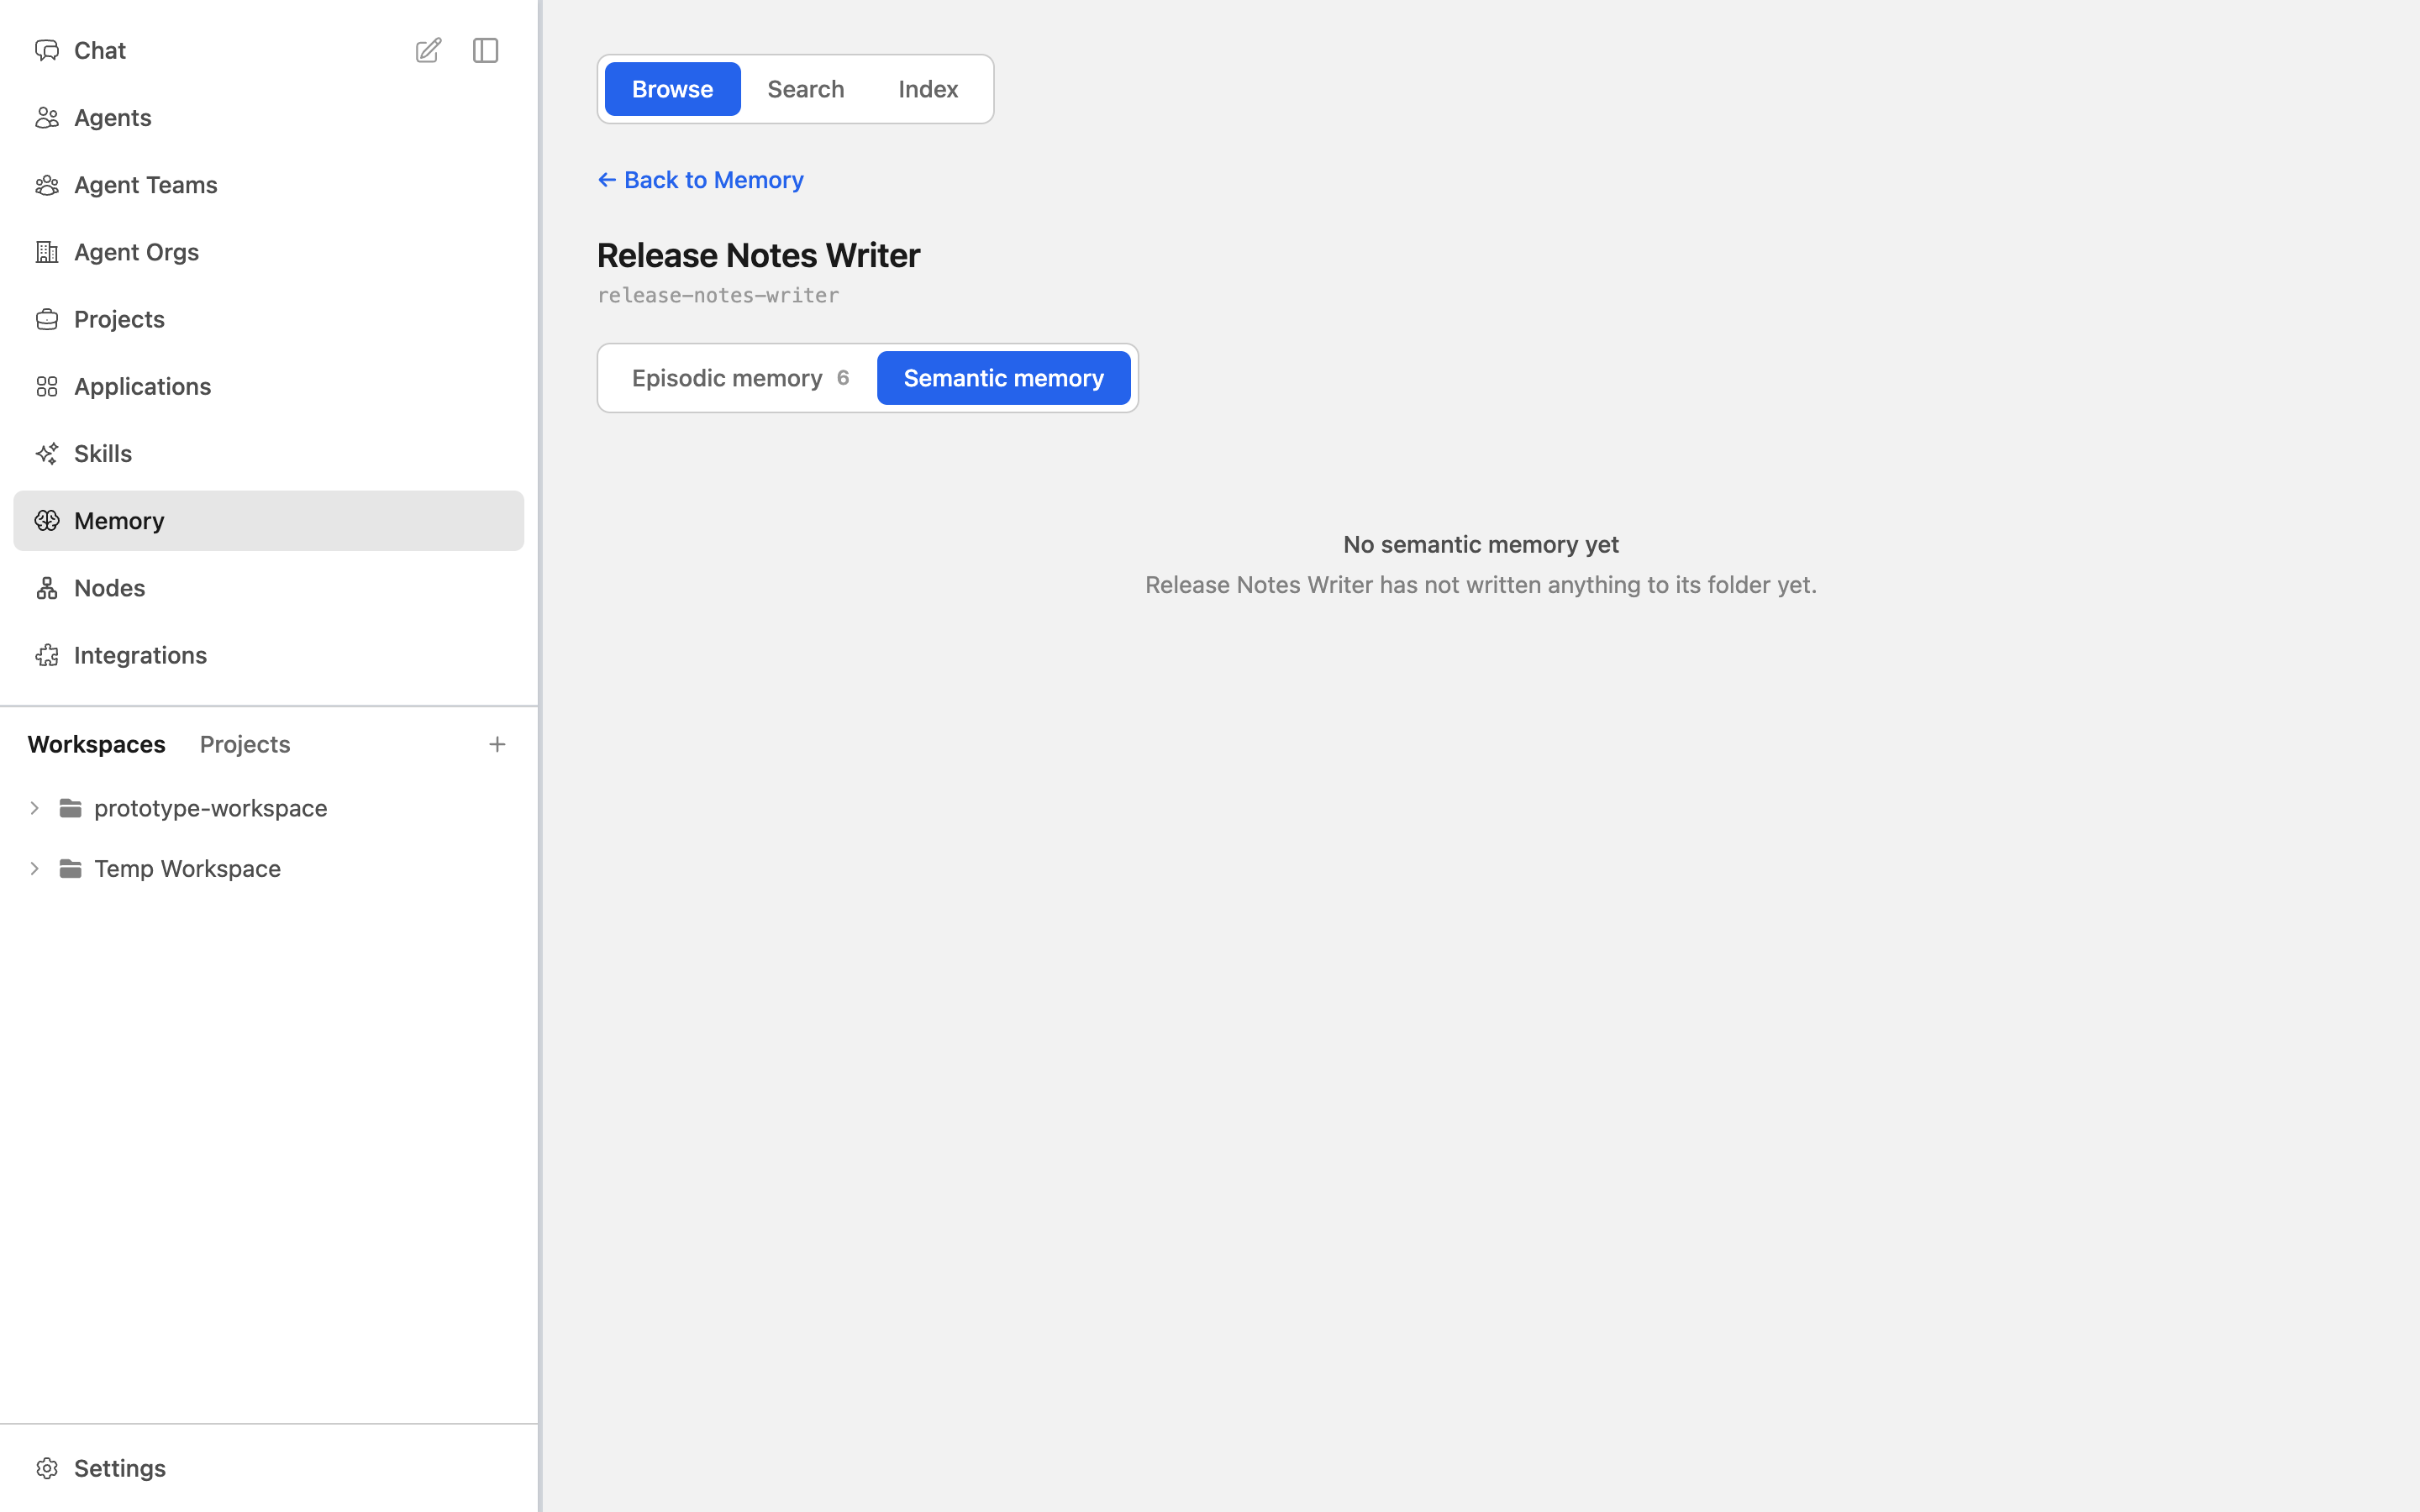 Chat
Agents
Agent Teams
Agent Orgs
Projects
Applications
Skills
Memory
Nodes
Integrations
Workspaces Projects
prototype-workspace
Temp Workspace
Settings
Browse Search Index
← Back to Memory
Release Notes Writer
release-notes-writer
Episodic memory 6 Semantic memory
No semantic memory yet
Release Notes Writer has not written anything to its folder yet.